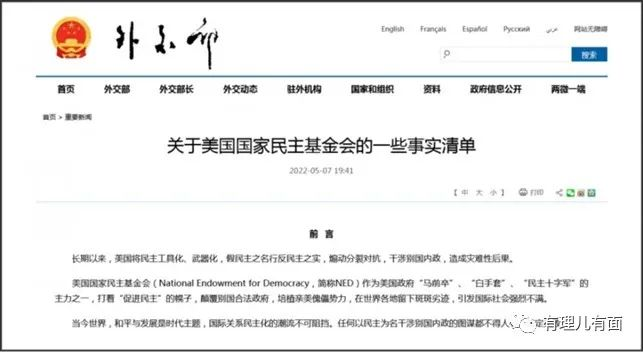 外交部
English Français Español Русский عربي 网站无障碍
搜索
首页 外交部 外交部长 外交动态 驻外机构 国家和组织 资料 政府信息公开 两微一端
首页 > 重要新闻
关于美国国家民主基金会的一些事实清单
2022-05-07 19:41
【中 大 小】 打印
前 言
长期以来，美国将民主工具化、武器化，假民主之名行反民主之实，煽动分裂对抗，干涉别国内政，造成灾难性后果。
美国国家民主基金会（National Endowment for Democracy，简称NED）作为美国政府“马前卒”、“白手套”、“民主十字军”的
主力之一，打着“促进民主”的幌子，颠覆别国合法政府，培植亲美傀儡势力，在世界各地留下斑斑劣迹，引发国际社会强烈不满。
当今世界，和平与发展是时代主题，国际关系民主化的潮流不可阻挡。任何以民主为名干涉别国内政的图谋都不得人 定
有理儿有面